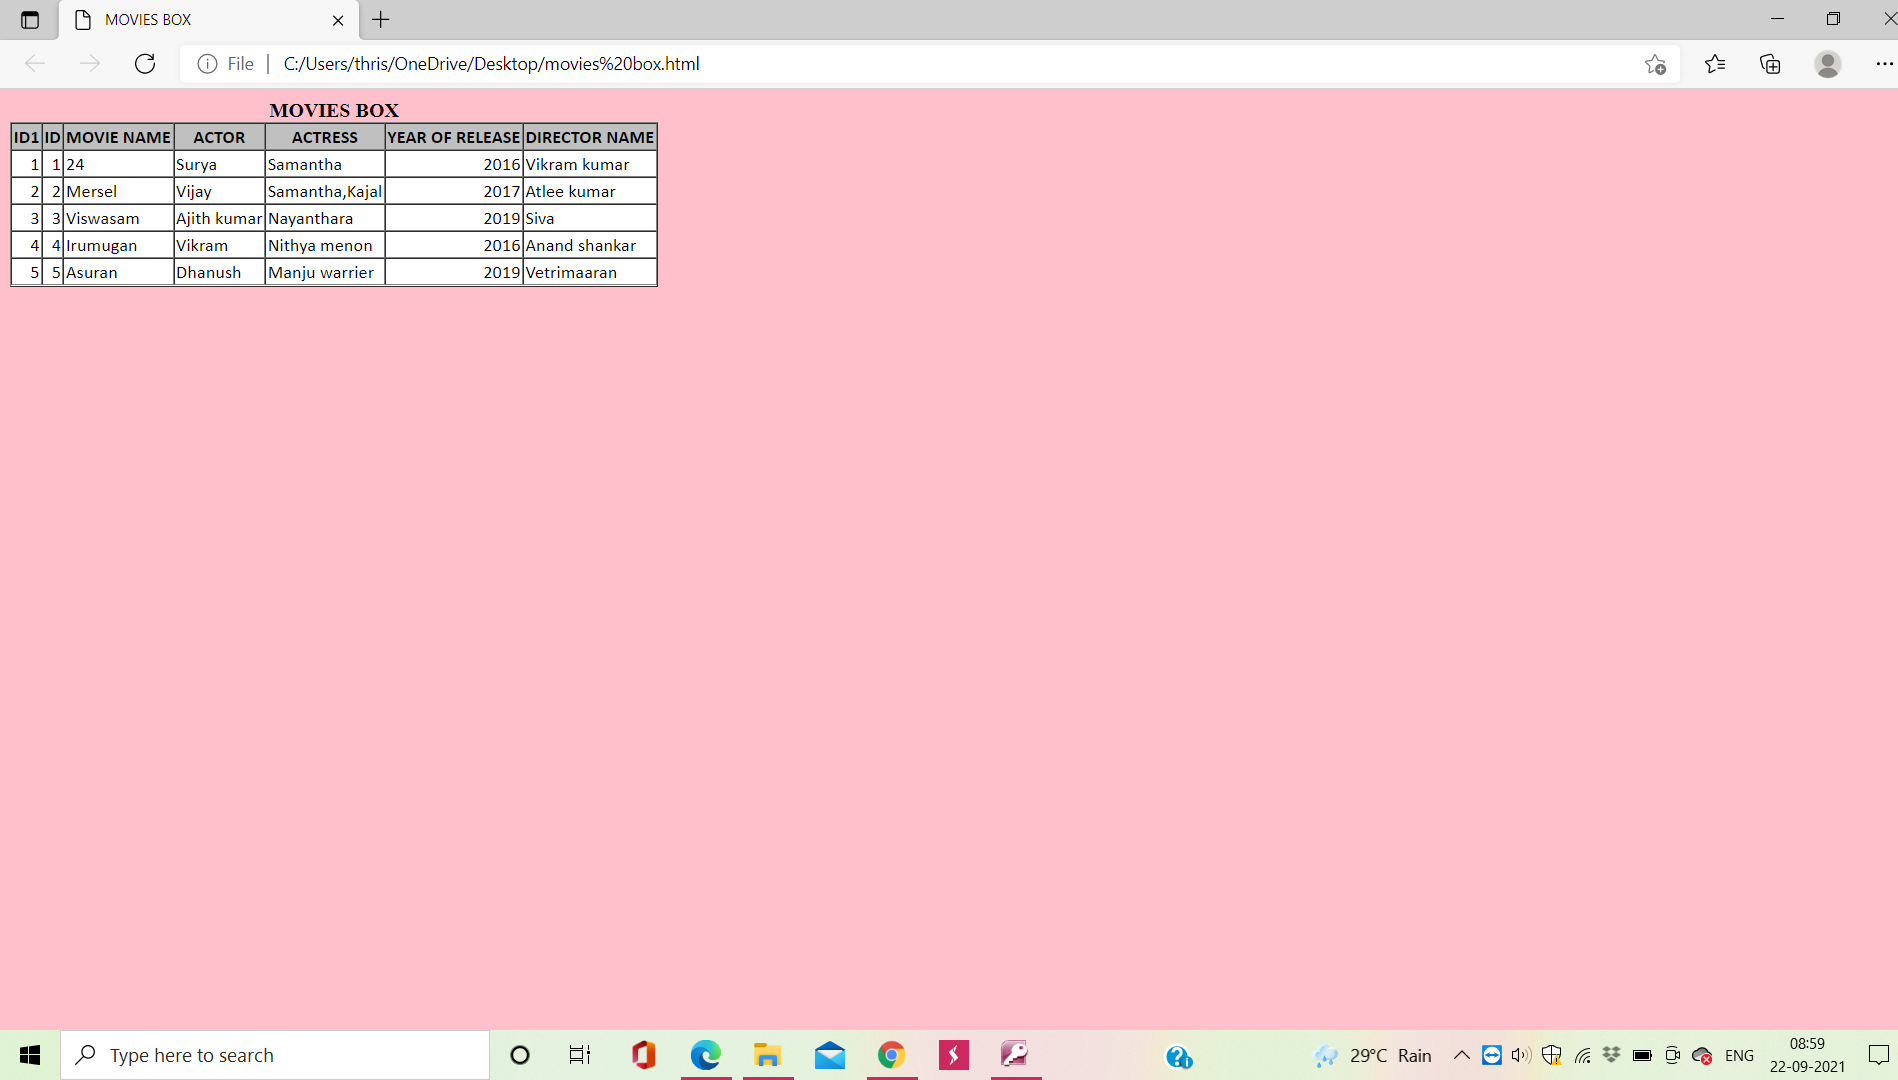 MOVIES BOX
File
C:/Users/thris/OneDrive/Desktop/movies%20box.html
MOVIES BOX
ID1 ID MOVIE NAME ACTOR ACTRESS YEAR OF RELEASE DIRECTOR NAME
1 1 24 Surya Samantha 2016 Vikram kumar
2 2 Mersel Vijay Samantha,Kajal 2017 Atlee kumar
3 3 Viswasam Ajith kumar Nayanthara 2019 Siva
4 4 Irumugan Vikram Nithya menon 2016 Anand shankar
5 5 Asuran Dhanush Manju warrier 2019 Vetrimaaran
Type here to search
29°C Rain
ENG
08:59
22-09-2021